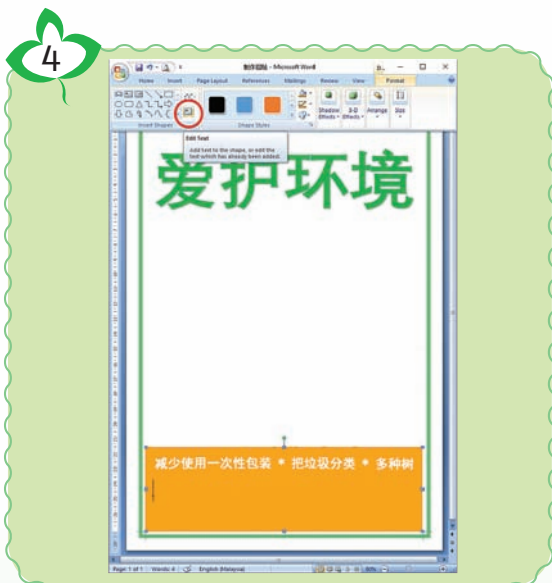 4
Microsoft Word
Home Insert Page Layout References Mailings Review View Format
Shadow Effects 3-D Effects Arrange Size
Insert Shapes Shape Styles
Edit Text
Add text to the shape, or edit the
text which has already been added.
爱护环境
减少使用一次性包装 * 把垃圾分类 * 多种树
Page: 1 of 1 Words: 4 English (Malaysia)